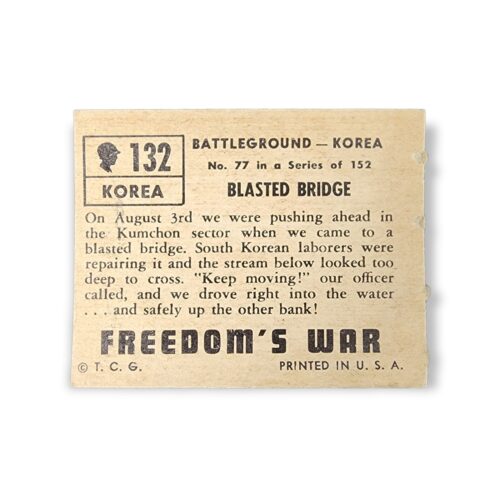 132
KOREA
BATTLEGROUND — KOREA
No. 77 in a Series of 152
BLASTED BRIDGE
On August 3rd we were pushing ahead in
the Kumchon sector when we came to a
blasted bridge. South Korean laborers were
repairing it and the stream below looked too
deep to cross. "Keep moving!" our officer
called, and we drove right into the water
. . . and safely up the other bank!
FREEDOM'S WAR
© T. C. G.
PRINTED IN U. S. A.